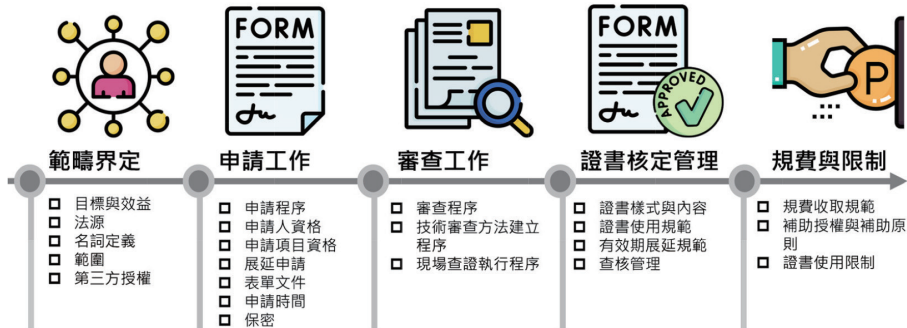 FORM
FORM
APPROVED
P
範疇界定
申請工作
審查工作
證書核定管理
規費與限制
目標與效益
法源
名詞定義
範圍
第三方授權
申請程序
申請人資格
申請項目資格
展延申請
表單文件
申請時間
保密
審查程序
技術審查方法建立
程序
現場查證執行程序
證書樣式與內容
證書使用規範
有效期展延規範
查核管理
規費收取規範
補助授權與補助原
則
證書使用限制